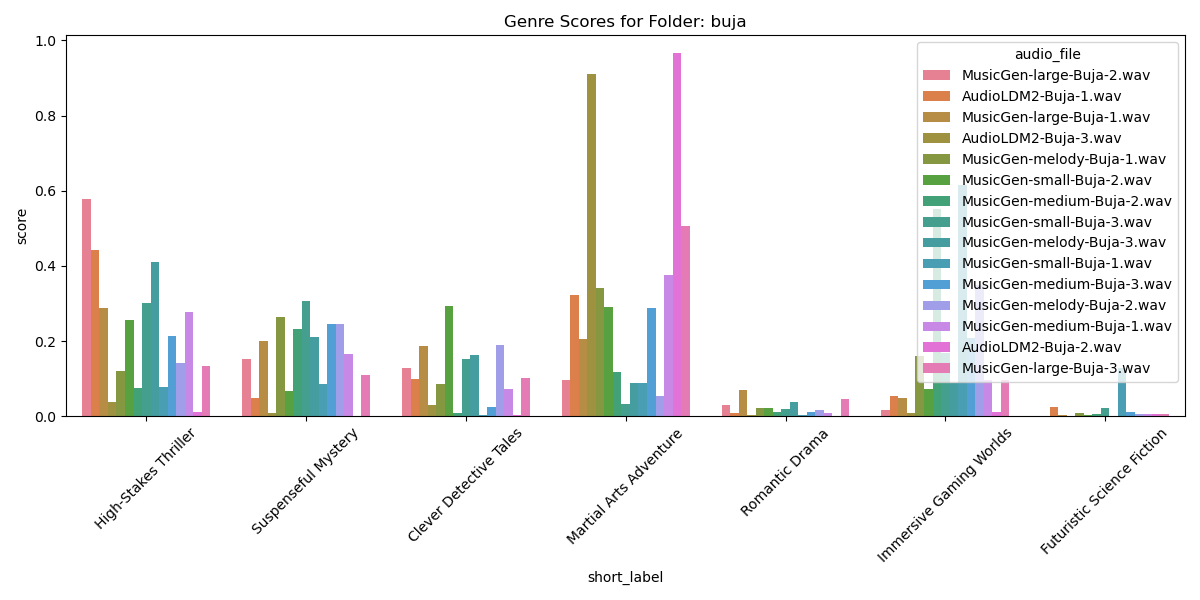 Genre Scores for Folder: buja
1.0
0.8
0.6
0.4
0.2
0.0
score
audio_file
MusicGen-large-Buja-2.wav
AudioLDM2-Buja-1.wav
MusicGen-large-Buja-1.wav
AudioLDM2-Buja-3.wav
MusicGen-melody-Buja-1.wav
MusicGen-small-Buja-2.wav
MusicGen-medium-Buja-2.wav
MusicGen-small-Buja-3.wav
MusicGen-melody-Buja-3.wav
MusicGen-small-Buja-1.wav
MusicGen-medium-Buja-3.wav
MusicGen-melody-Buja-2.wav
MusicGen-medium-Buja-1.wav
AudioLDM2-Buja-2.wav
MusicGen-large-Buja-3.wav
High-Stakes Thriller
Suspenseful Mystery
Clever Detective Tales
Martial Arts Adventure
Romantic Drama
Immersive Gaming Worlds
Futuristic Science Fiction
short_label